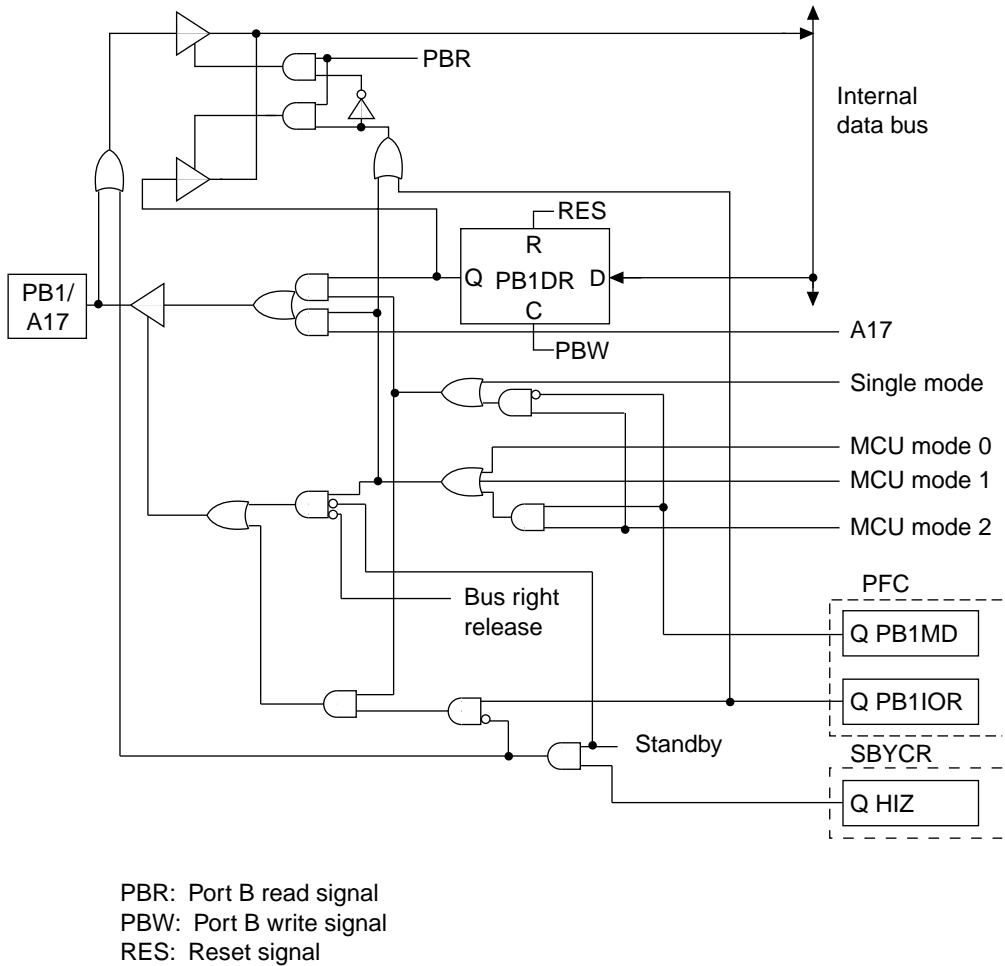 PBR
Internal
data bus
RES
R
Q PB1DR D
C
PBW
PB1/
A17
A17
Single mode
MCU mode 0
MCU mode 1
MCU mode 2
Bus right
release
PFC
Q PB1MD
Q PB1IOR
Standby
SBYCR
Q HIZ
PBR: Port B read signal
PBW: Port B write signal
RES: Reset signal